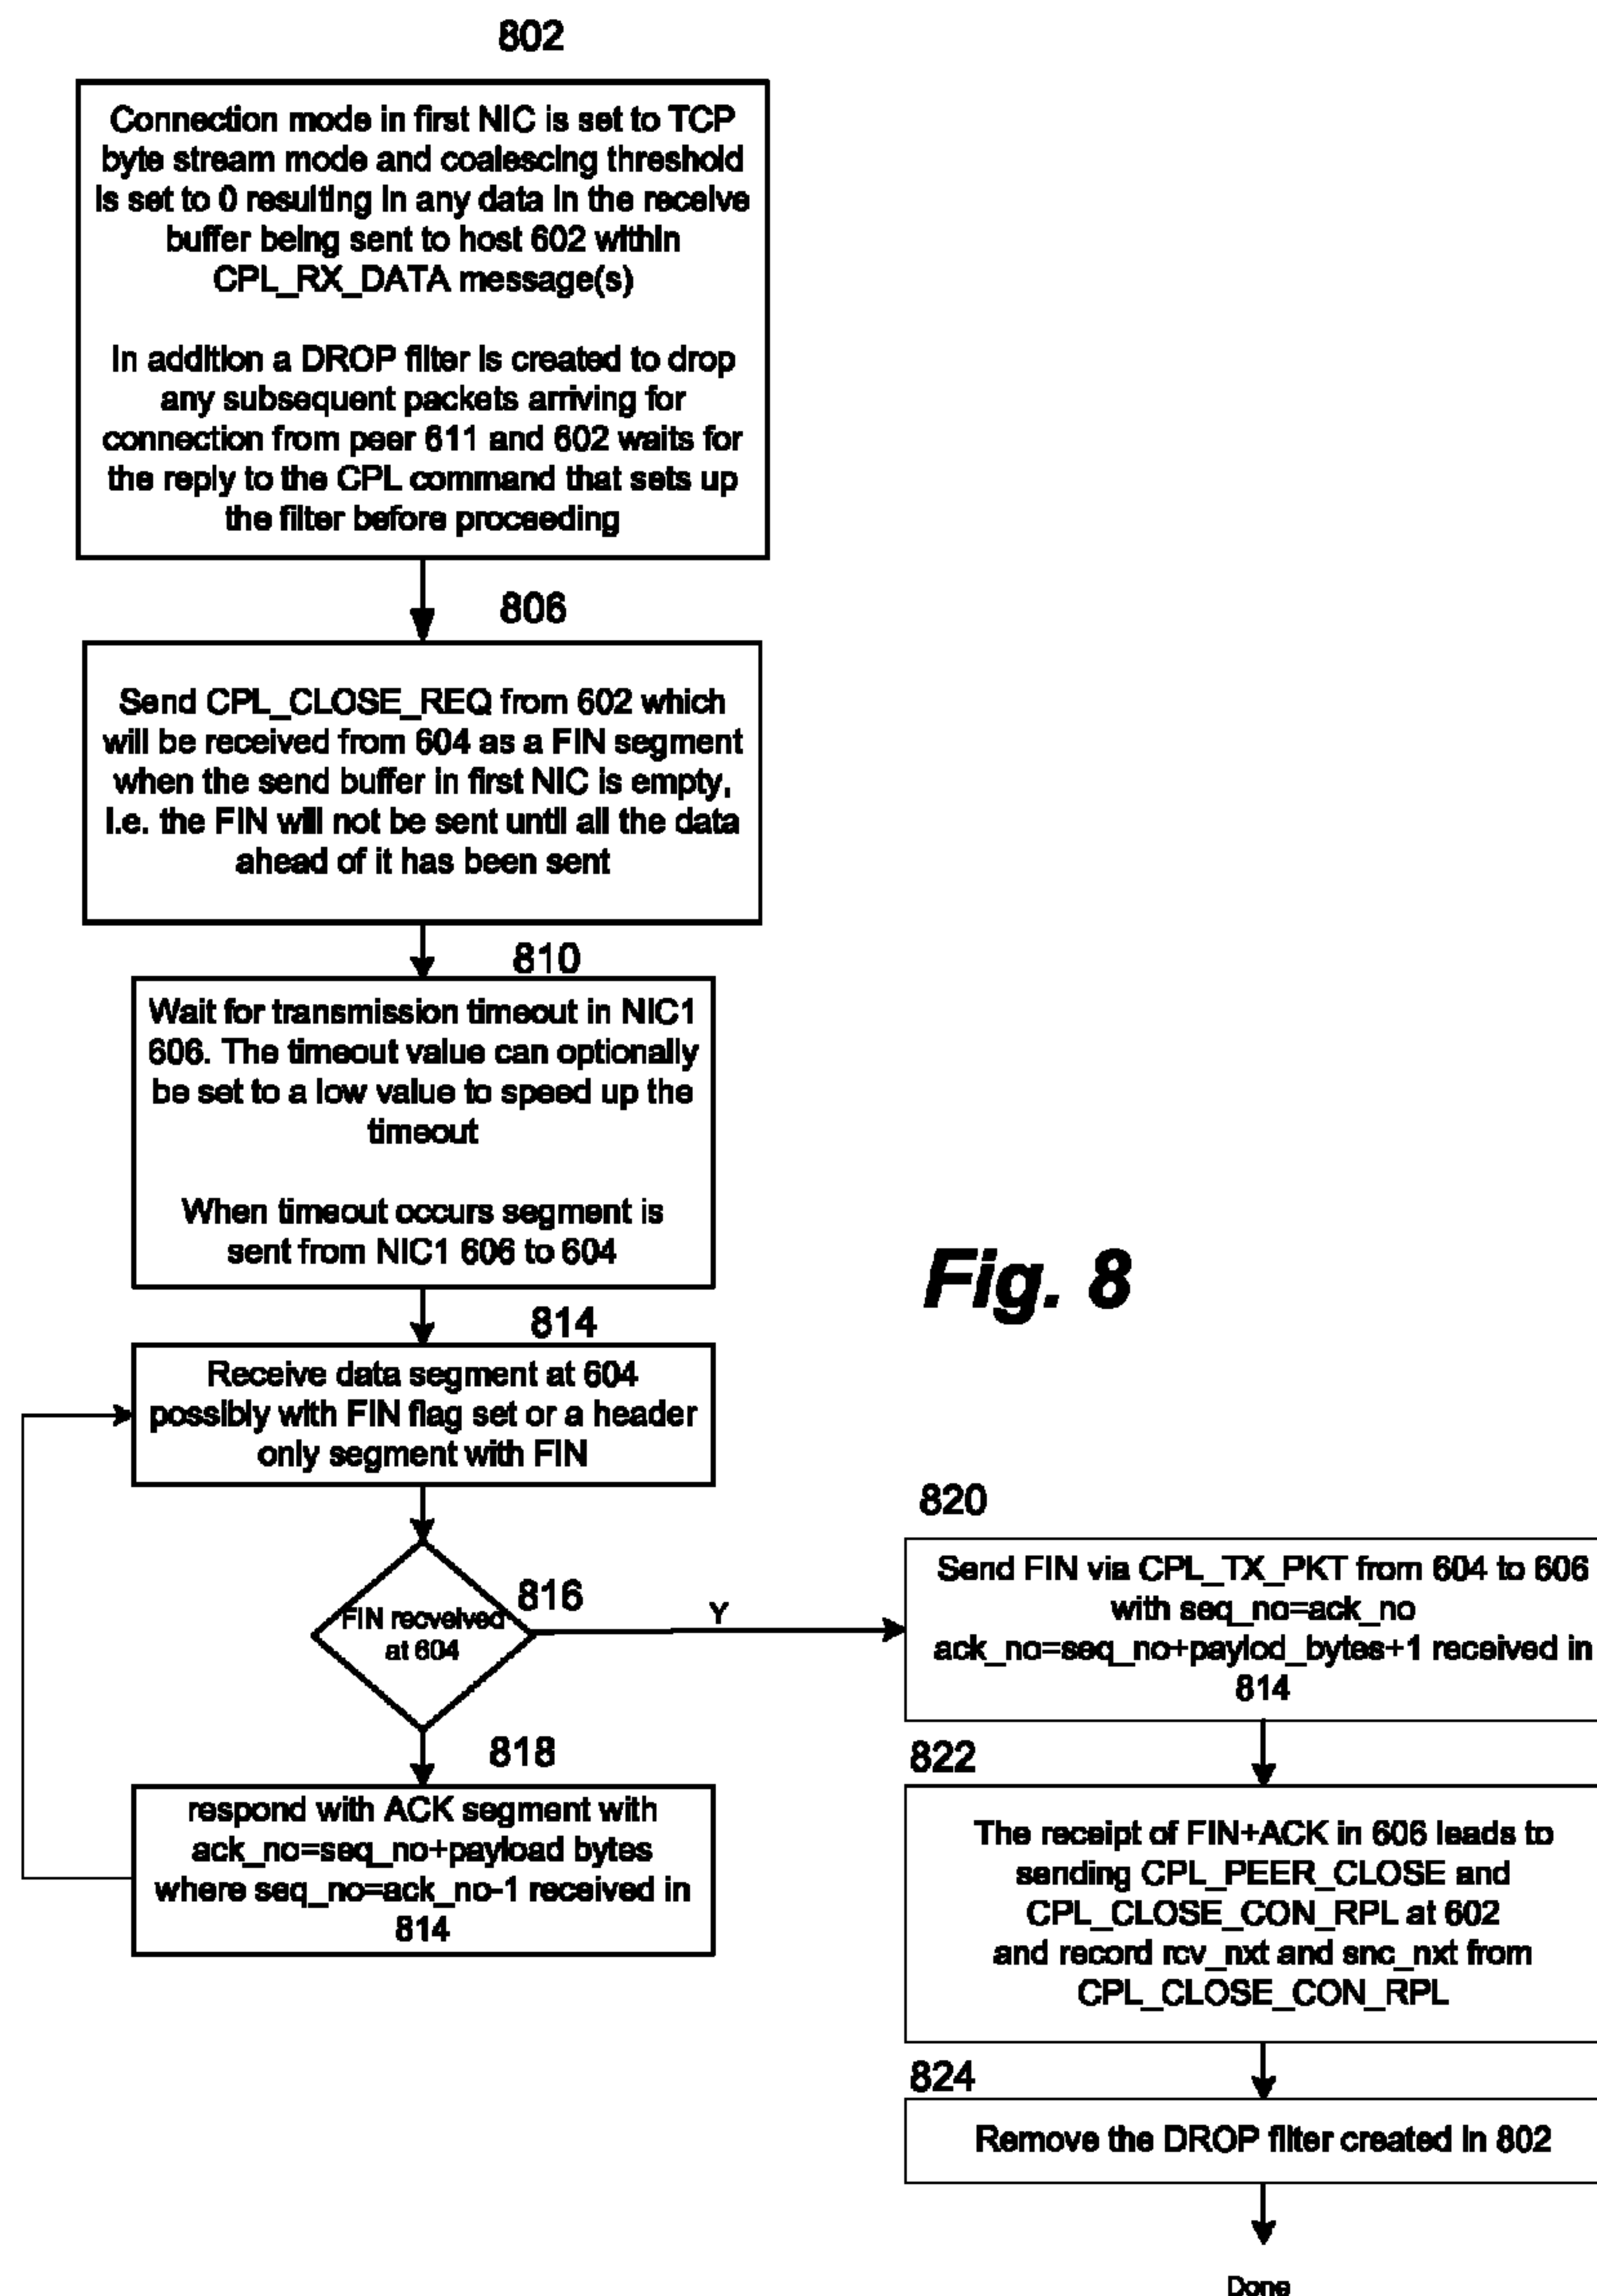 802
Connection mode in first NIC is set to TCP
byte stream mode and coalescing threshold
is set to 0 resulting in any data in the receive
buffer being sent to host 602 within
CPL_RX_DATA message(s)
In addition a DROP filter is created to drop
any subsequent packets arriving for
connection from peer 611 and 602 waits for
the reply to the CPL command that sets up
the filter before proceeding
806
Send CPL_CLOSE_REQ from 602 which
will be received from 604 as a FIN segment
when the send buffer in first NIC is empty,
I.e. the FIN will not be sent until all the data
ahead of it has been sent
810
Wait for transmission timeout in NIC1
606. The timeout value can optionally
be set to a low value to speed up the
timeout
When timeout occurs segment is
sent from NIC1 606 to 604
Fig. 8
814
Receive data segment at 604
possibly with FIN flag set or a header
only segment with FIN
816
FIN recveived
at 604
Y
818
respond with ACK segment with
ack_no=seq_no+payload bytes
where seq_no=ack_no-1 received in
814
820
Send FIN via CPL_TX_PKT from 604 to 606
with seq_no=ack_no
ack_no=seq_no+paylod_bytes+1 received in
814
822
The receipt of FIN+ACK in 606 leads to
sending CPL_PEER_CLOSE and
CPL_CLOSE_CON_RPL at 602
and record rcv_nxt and snc_nxt from
CPL_CLOSE_CON_RPL
824
Remove the DROP filter created in 802
Done